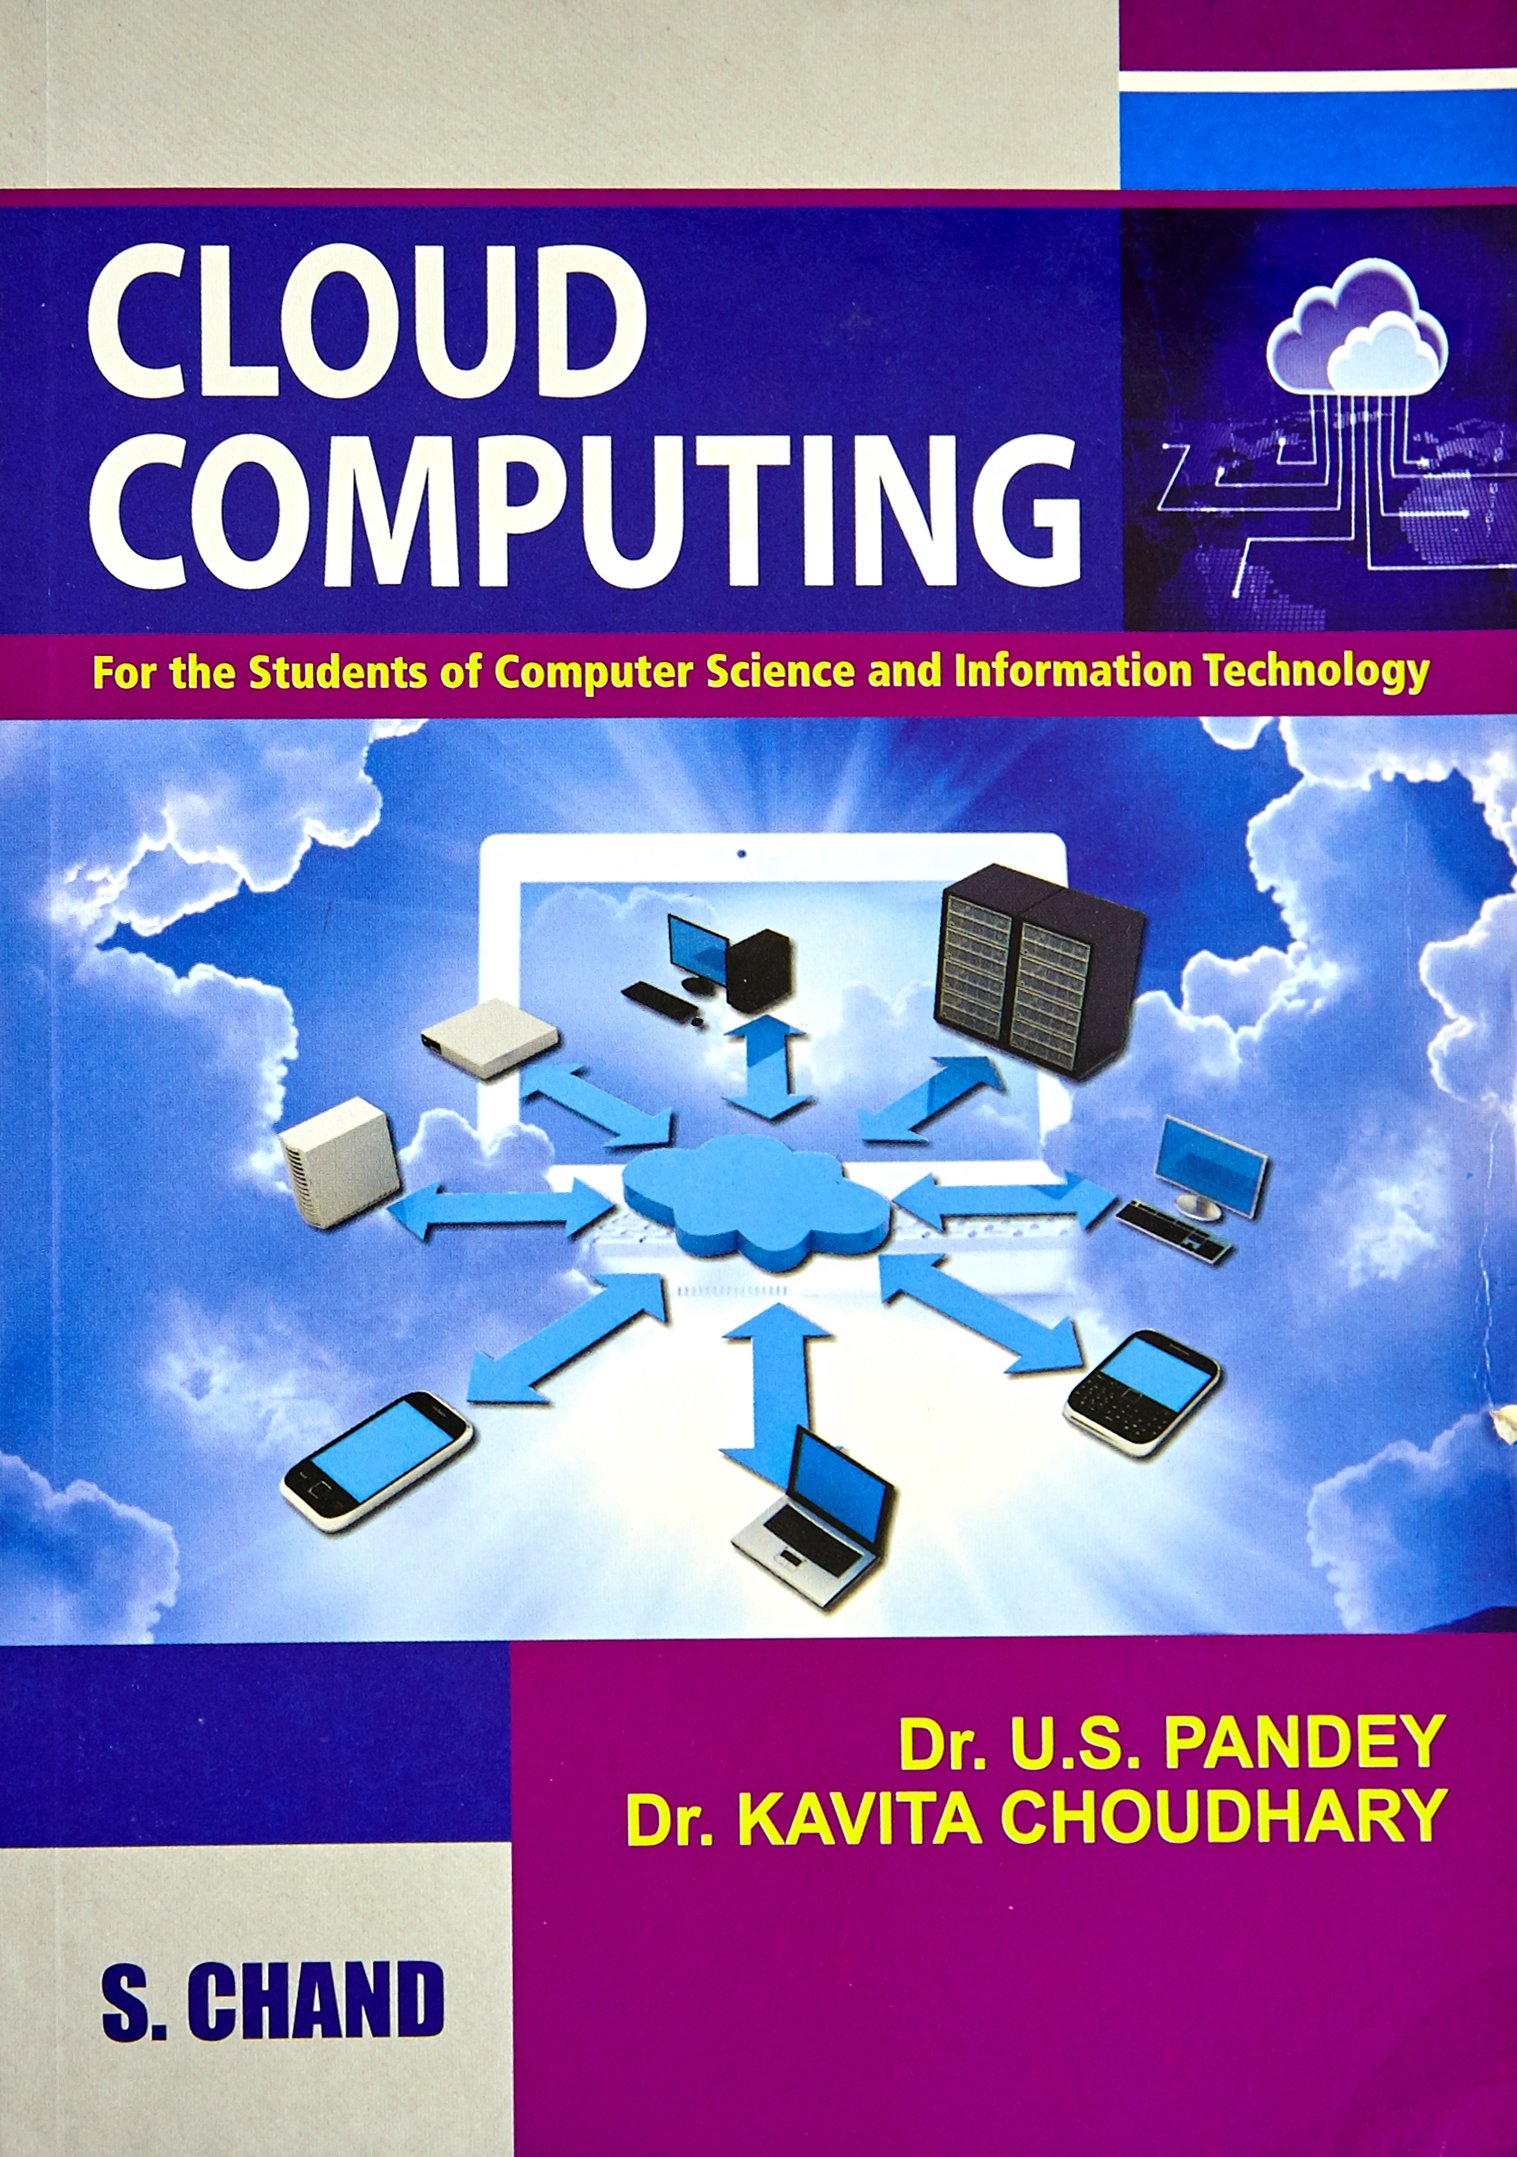 CLOUD
COMPUTING
For the Students of Computer Science and Information Technology
Dr. U.S. PANDEY
Dr. KAVITA CHOUDHARY
S. CHAND